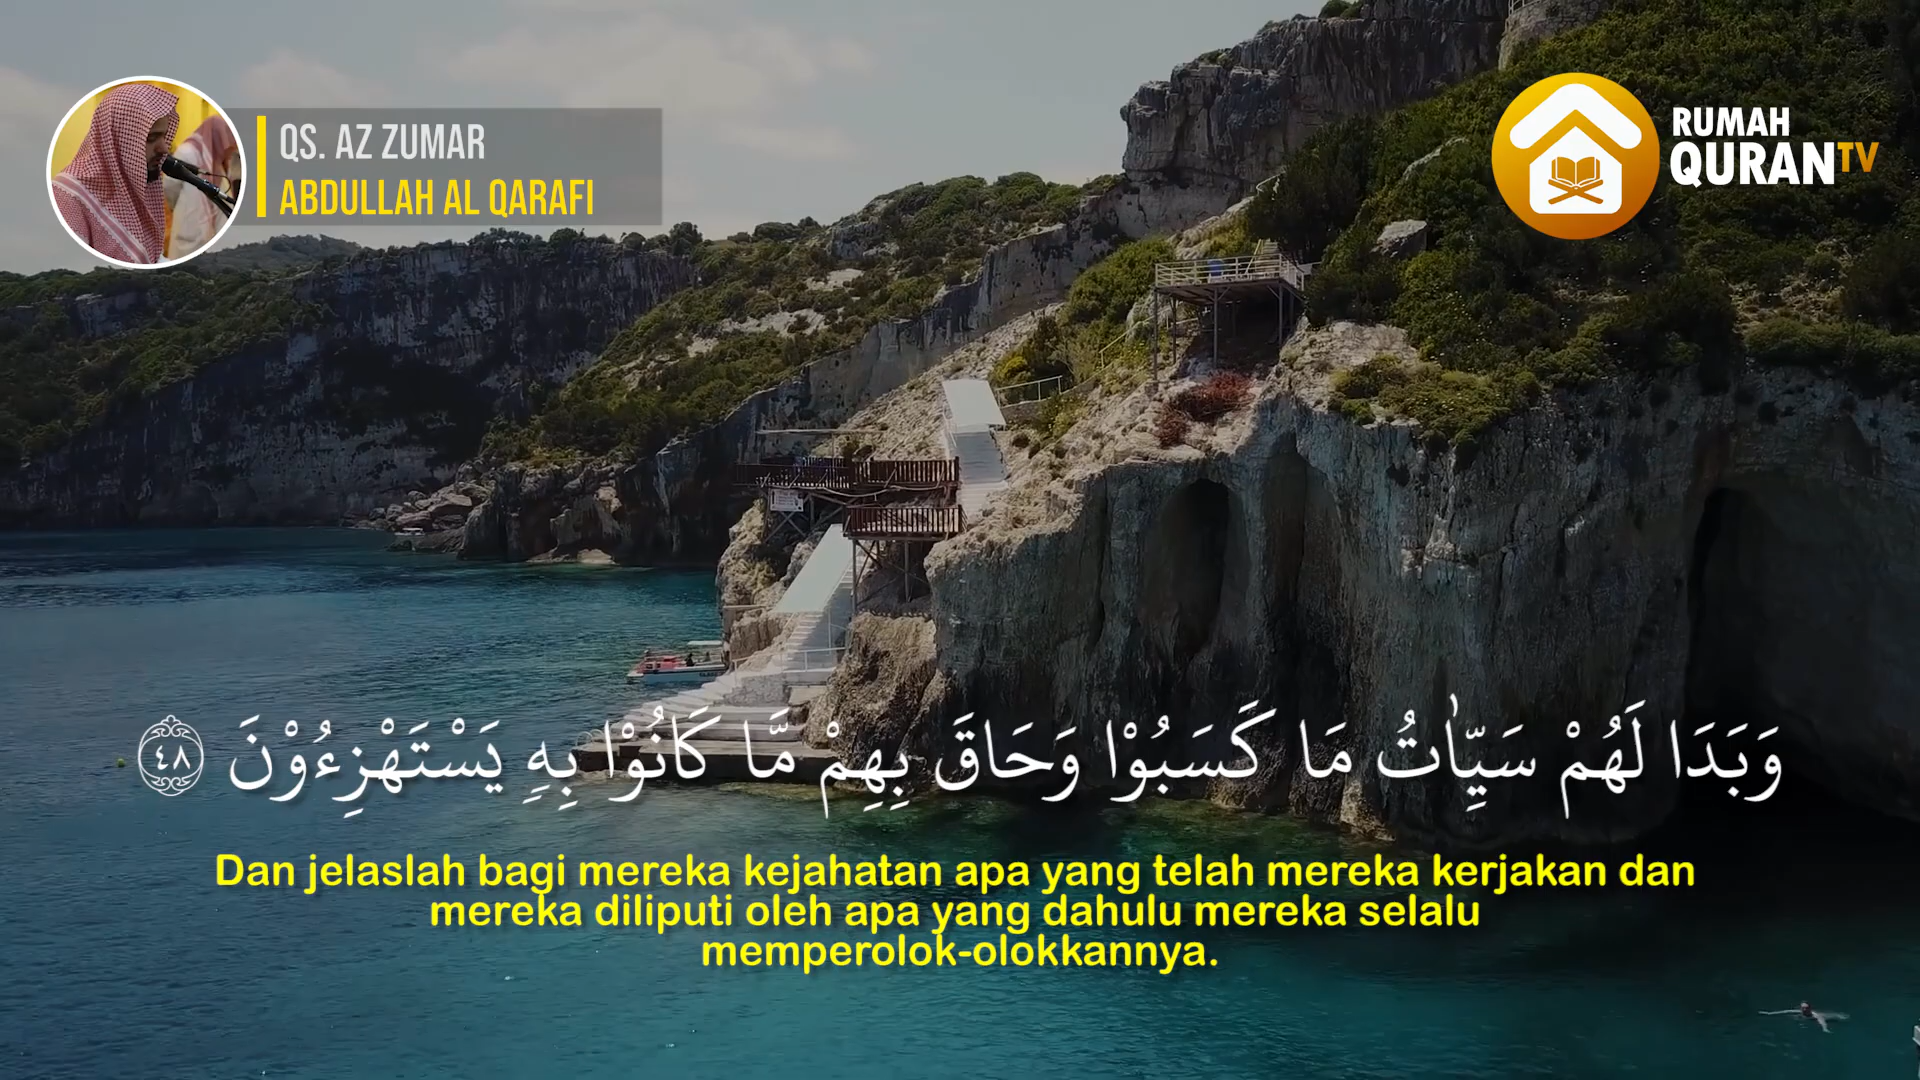 QS. AZ ZUMAR
ABDULLAH AL QARAFI
RUMAH
QURANTV
وَبَدَا لَهُمْ سَيِّاٰتُ مَا كَسَبُوْا وَحَاقَ بِهِمْ مَّا كَانُوْا بِهِ يَسْتَهْزِءُوْنَ ٤٨
Dan jelaslah bagi mereka kejahatan apa yang telah mereka kerjakan dan
mereka diliputi oleh apa yang dahulu mereka selalu
memperolok-olokkannya.